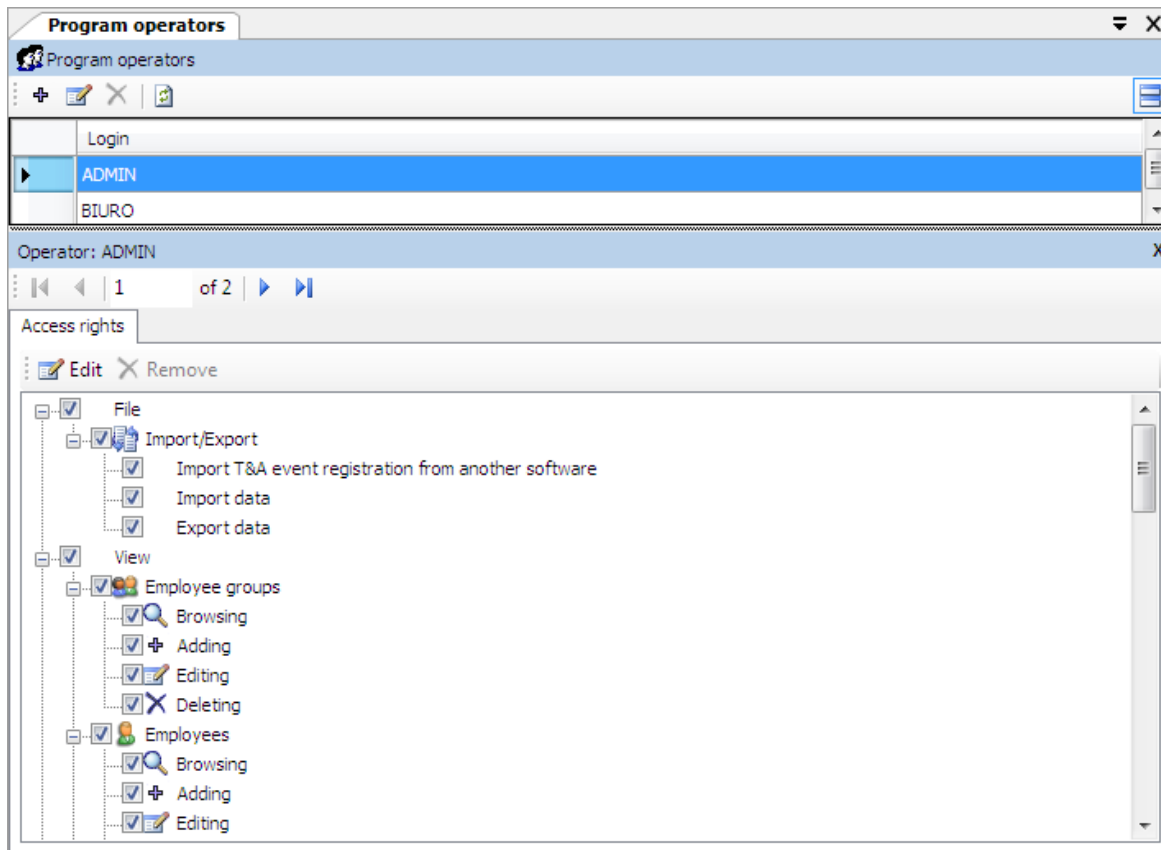 Program operators
Program operators
Login
ADMIN
BIURO
Operator: ADMIN
1 of 2
Access rights
Edit Remove
File
Import/Export
Import T&A event registration from another software
Import data
Export data
View
Employee groups
Browsing
Adding
Editing
Deleting
Employees
Browsing
Adding
Editing